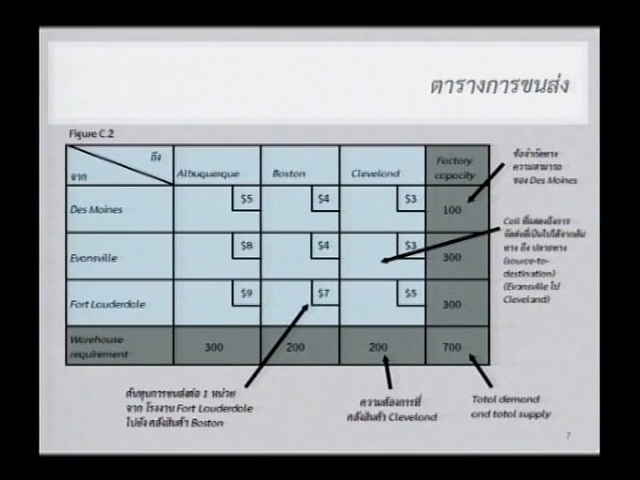 ตารางการขนส่ง
Figure C.2
ถึง
จาก
Albuquerque
Boston
Cleveland
Factory
capacity
Des Moines
$5
$4
$3
100
Evansville
$8
$4
$3
300
Fort Lauderdale
$9
$7
$5
300
Warehouse
requirement
300
200
200
700
ข้อจำกัดทาง
ความสามารถ
ของ Des Moines
Cell ที่แสดงถึงการ
จัดส่งที่เป็นไปได้จากต้น
ทาง ถึง ปลายทาง
(source-to-
destination)
(Evansville ไป
Cleveland)
ต้นทุนการขนส่งต่อ 1 หน่วย
จาก โรงงาน Fort Lauderdale
ไปยัง คลังสินค้า Boston
ความต้องการที่
คลังสินค้า Cleveland
Total demand
and total supply
7